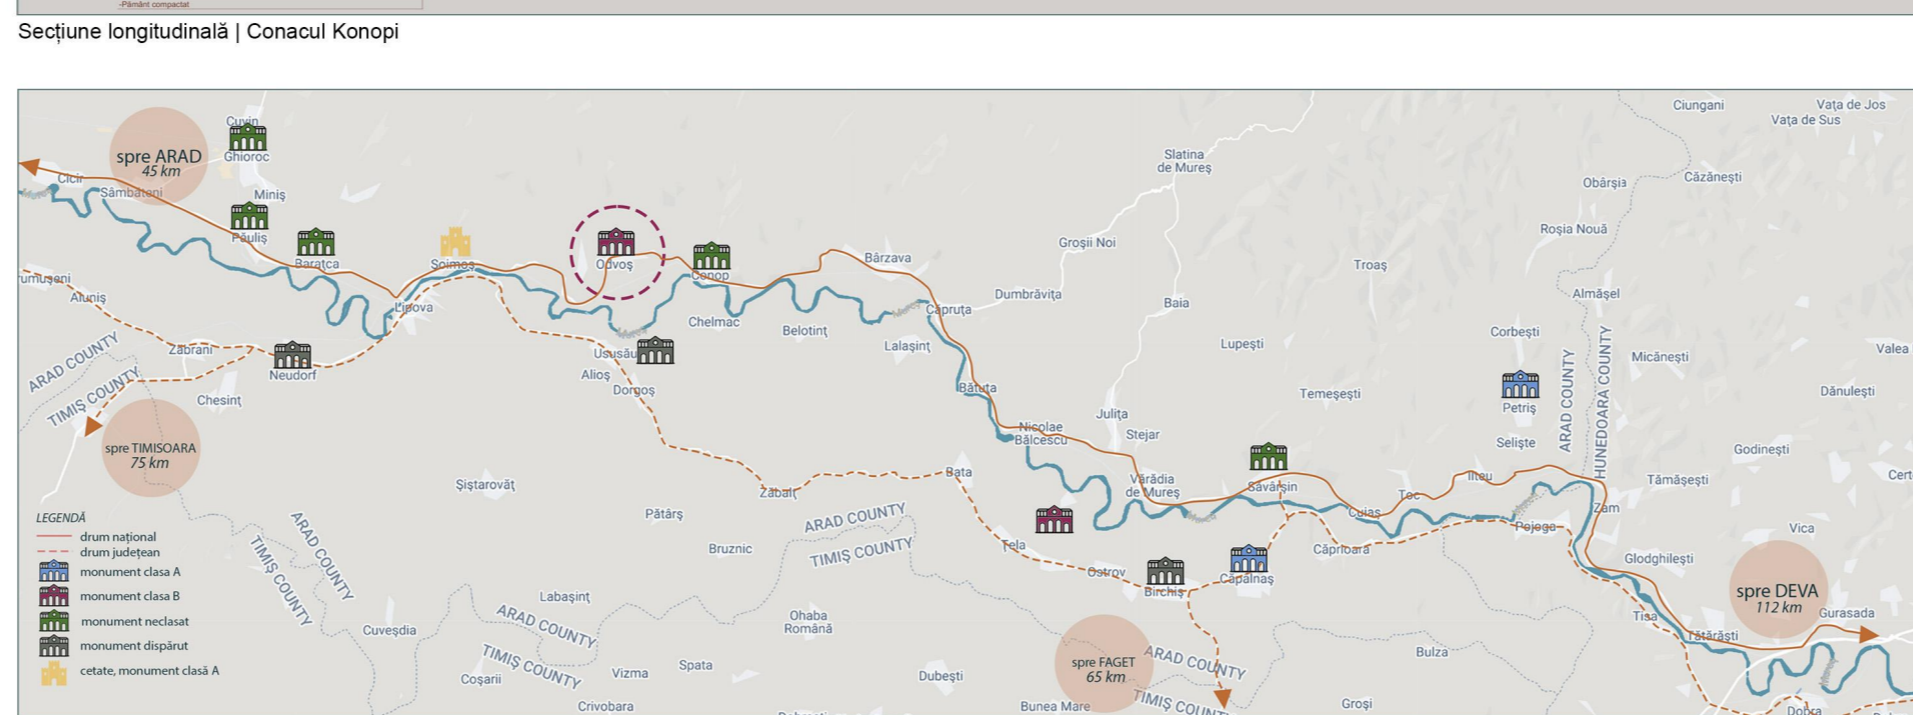 -Pământ compactat
Secțiune longitudinală | Conacul Konopi
Ciungani
Vața de Jos
Vața de Sus
Cuvin
Ghioroc
spre ARAD
45 km
Cicir
Sâmbăteni
Miniș
Păuliș
Baratca
Șoimoș
Odvoș
Conop
Bârzava
Slatina
de Mureș
Groșii Noi
Obârșia
Căzănești
Roșia Nouă
Troaș
Almășel
Aluniș
Lipova
Chelmac
Belotinț
Căpruța
Dumbrăvița
Baia
Corbești
Zăbrani
Neudorf
Ususău
Alioș
Dorgoș
Lalașinț
Lupești
Micănești
Valea
ARAD COUNTY
TIMIȘ COUNTY
Chesinț
Bătuța
Temeșești
Petriș
Dănulești
ARAD COUNTY
HUNEDOARA COUNTY
spre TIMISOARA
75 km
Nicolae
Bălcescu
Julița
Stejar
Seliște
Godinești
Șiștarovăț
Zăbalț
Bata
Vărădia
de Mureș
Săvârșin
Toc
Ilteu
Tămășești
Cert
Pătârș
ARAD COUNTY
TIMIȘ COUNTY
Cuiaș
Pojoga
Zam
Vica
LEGENDĂ
drum național
drum județean
monument clasa A
monument clasa B
monument neclasat
monument dispărut
cetate, monument clasă A
ARAD COUNTY
TIMIȘ COUNTY
Bruznic
Țela
Ostrov
Birchiș
Căpălnaș
Căprioara
Glodghilești
spre DEVA
112 km
Gurasada
Labașinț
Cuveșdia
ARAD COUNTY
TIMIȘ COUNTY
Ohaba
Română
Tisa
Tătărăști
Coșarii
Vizma
Spata
Dubești
spre FAGET
65 km
ARAD COUNTY
TIMIȘ COUNTY
Bulza
Crivobara
Bunea Mare
Groși
Dobra